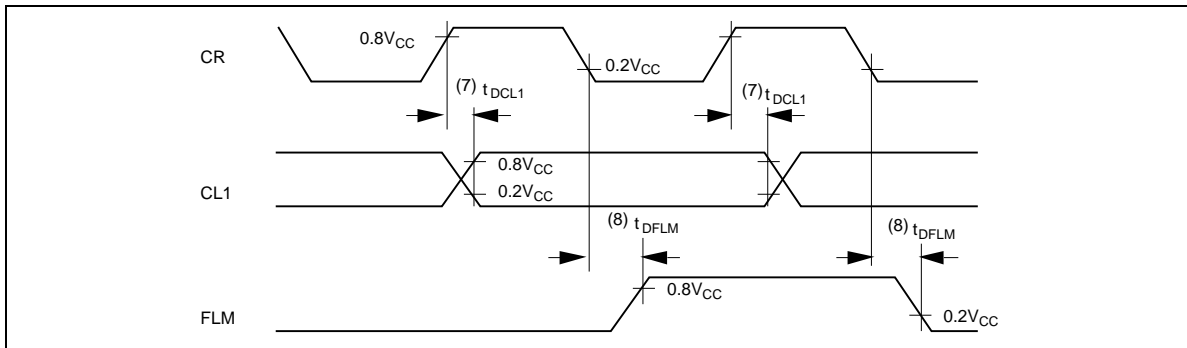 CR
0.8VCC
0.2VCC
(7) tDCL1
(7) tDCL1
CL1
0.8VCC
0.2VCC
(8) tDFLM
(8) tDFLM
FLM
0.8VCC
0.2VCC